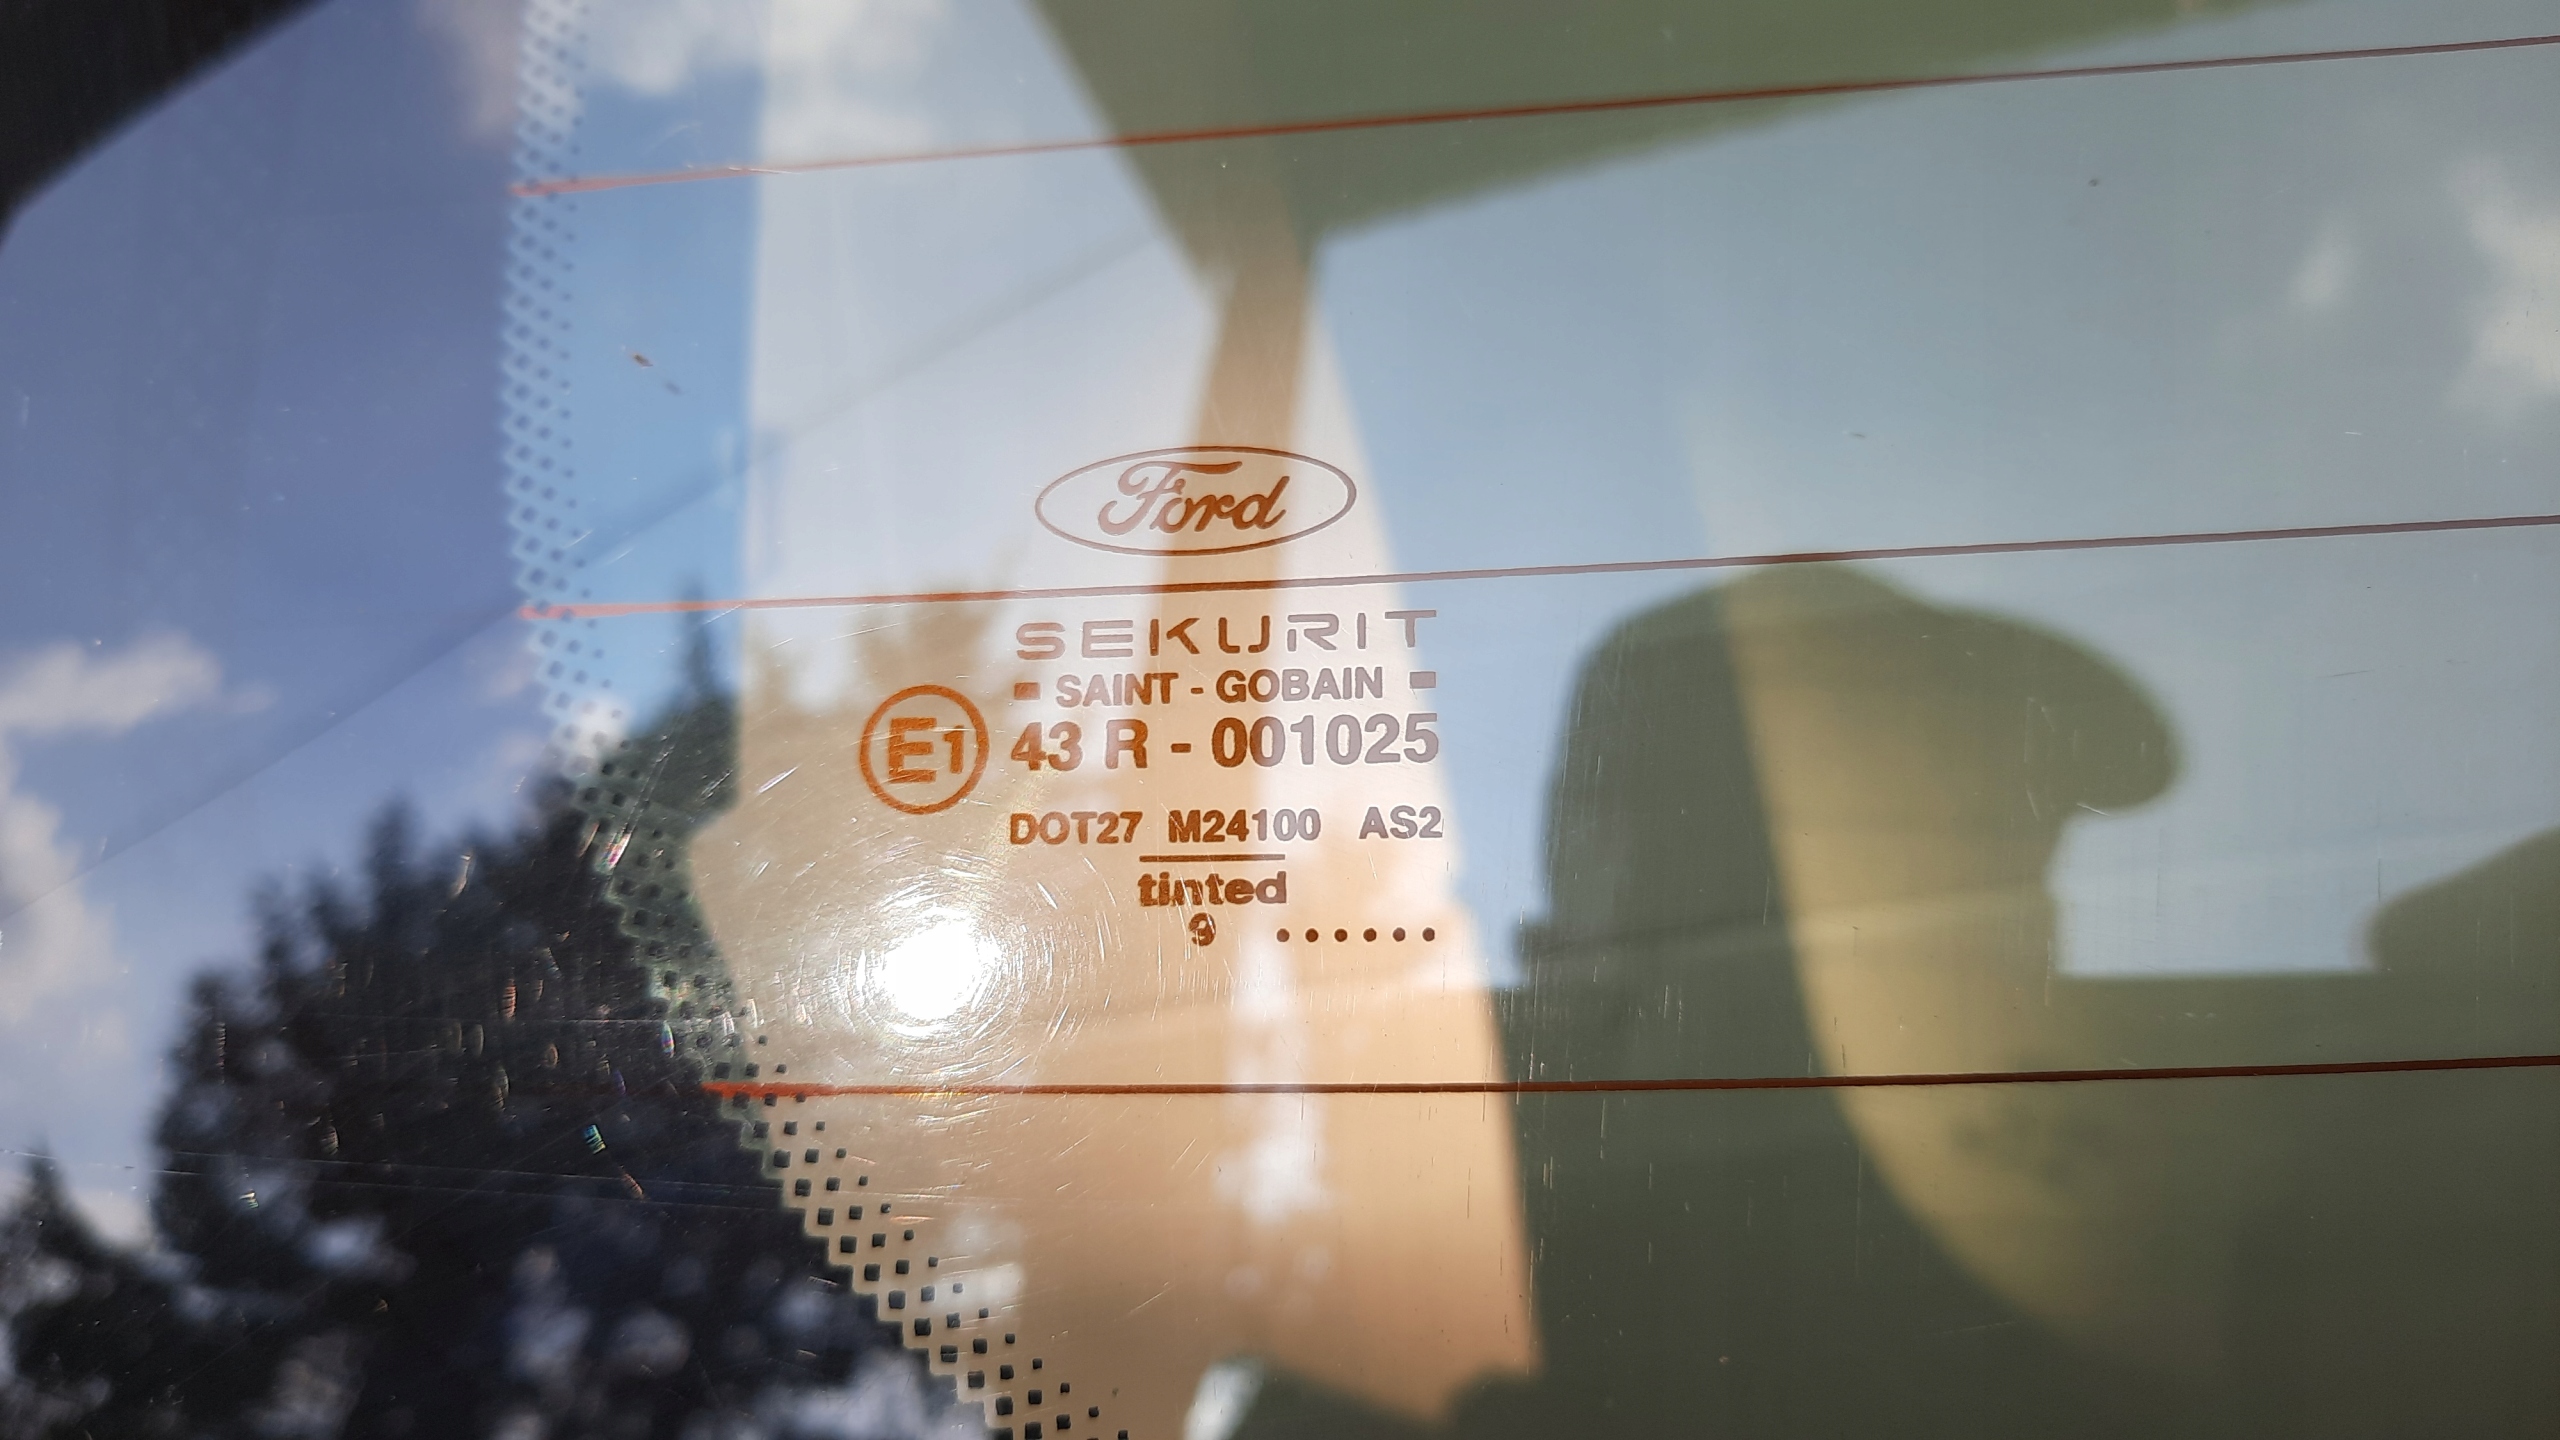 Ford
SEKURIT
- SAINT - GOBAIN -
E1 43 R - 001025
DOT27 M24100 AS2
tinted
9 ......